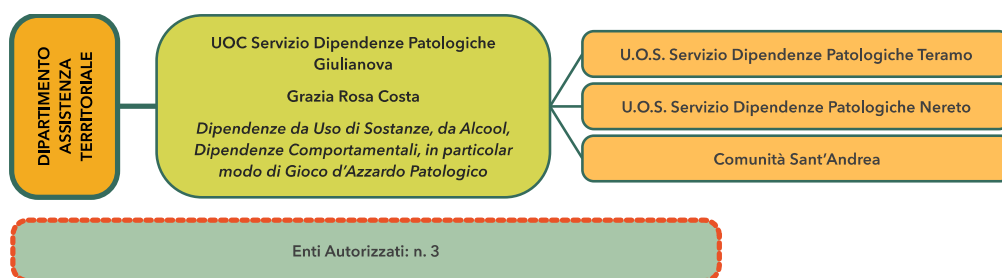 DIPARTIMENTO
ASSISTENZA
TERRITORIALE
UOC Servizio Dipendenze Patologiche
Giulianova
Grazia Rosa Costa
Dipendenze da Uso di Sostanze, da Alcool,
Dipendenze Comportamentali, in particolar
modo di Gioco d’Azzardo Patologico
U.O.S. Servizio Dipendenze Patologiche Teramo
U.O.S. Servizio Dipendenze Patologiche Nereto
Comunità Sant’Andrea
Enti Autorizzati: n. 3